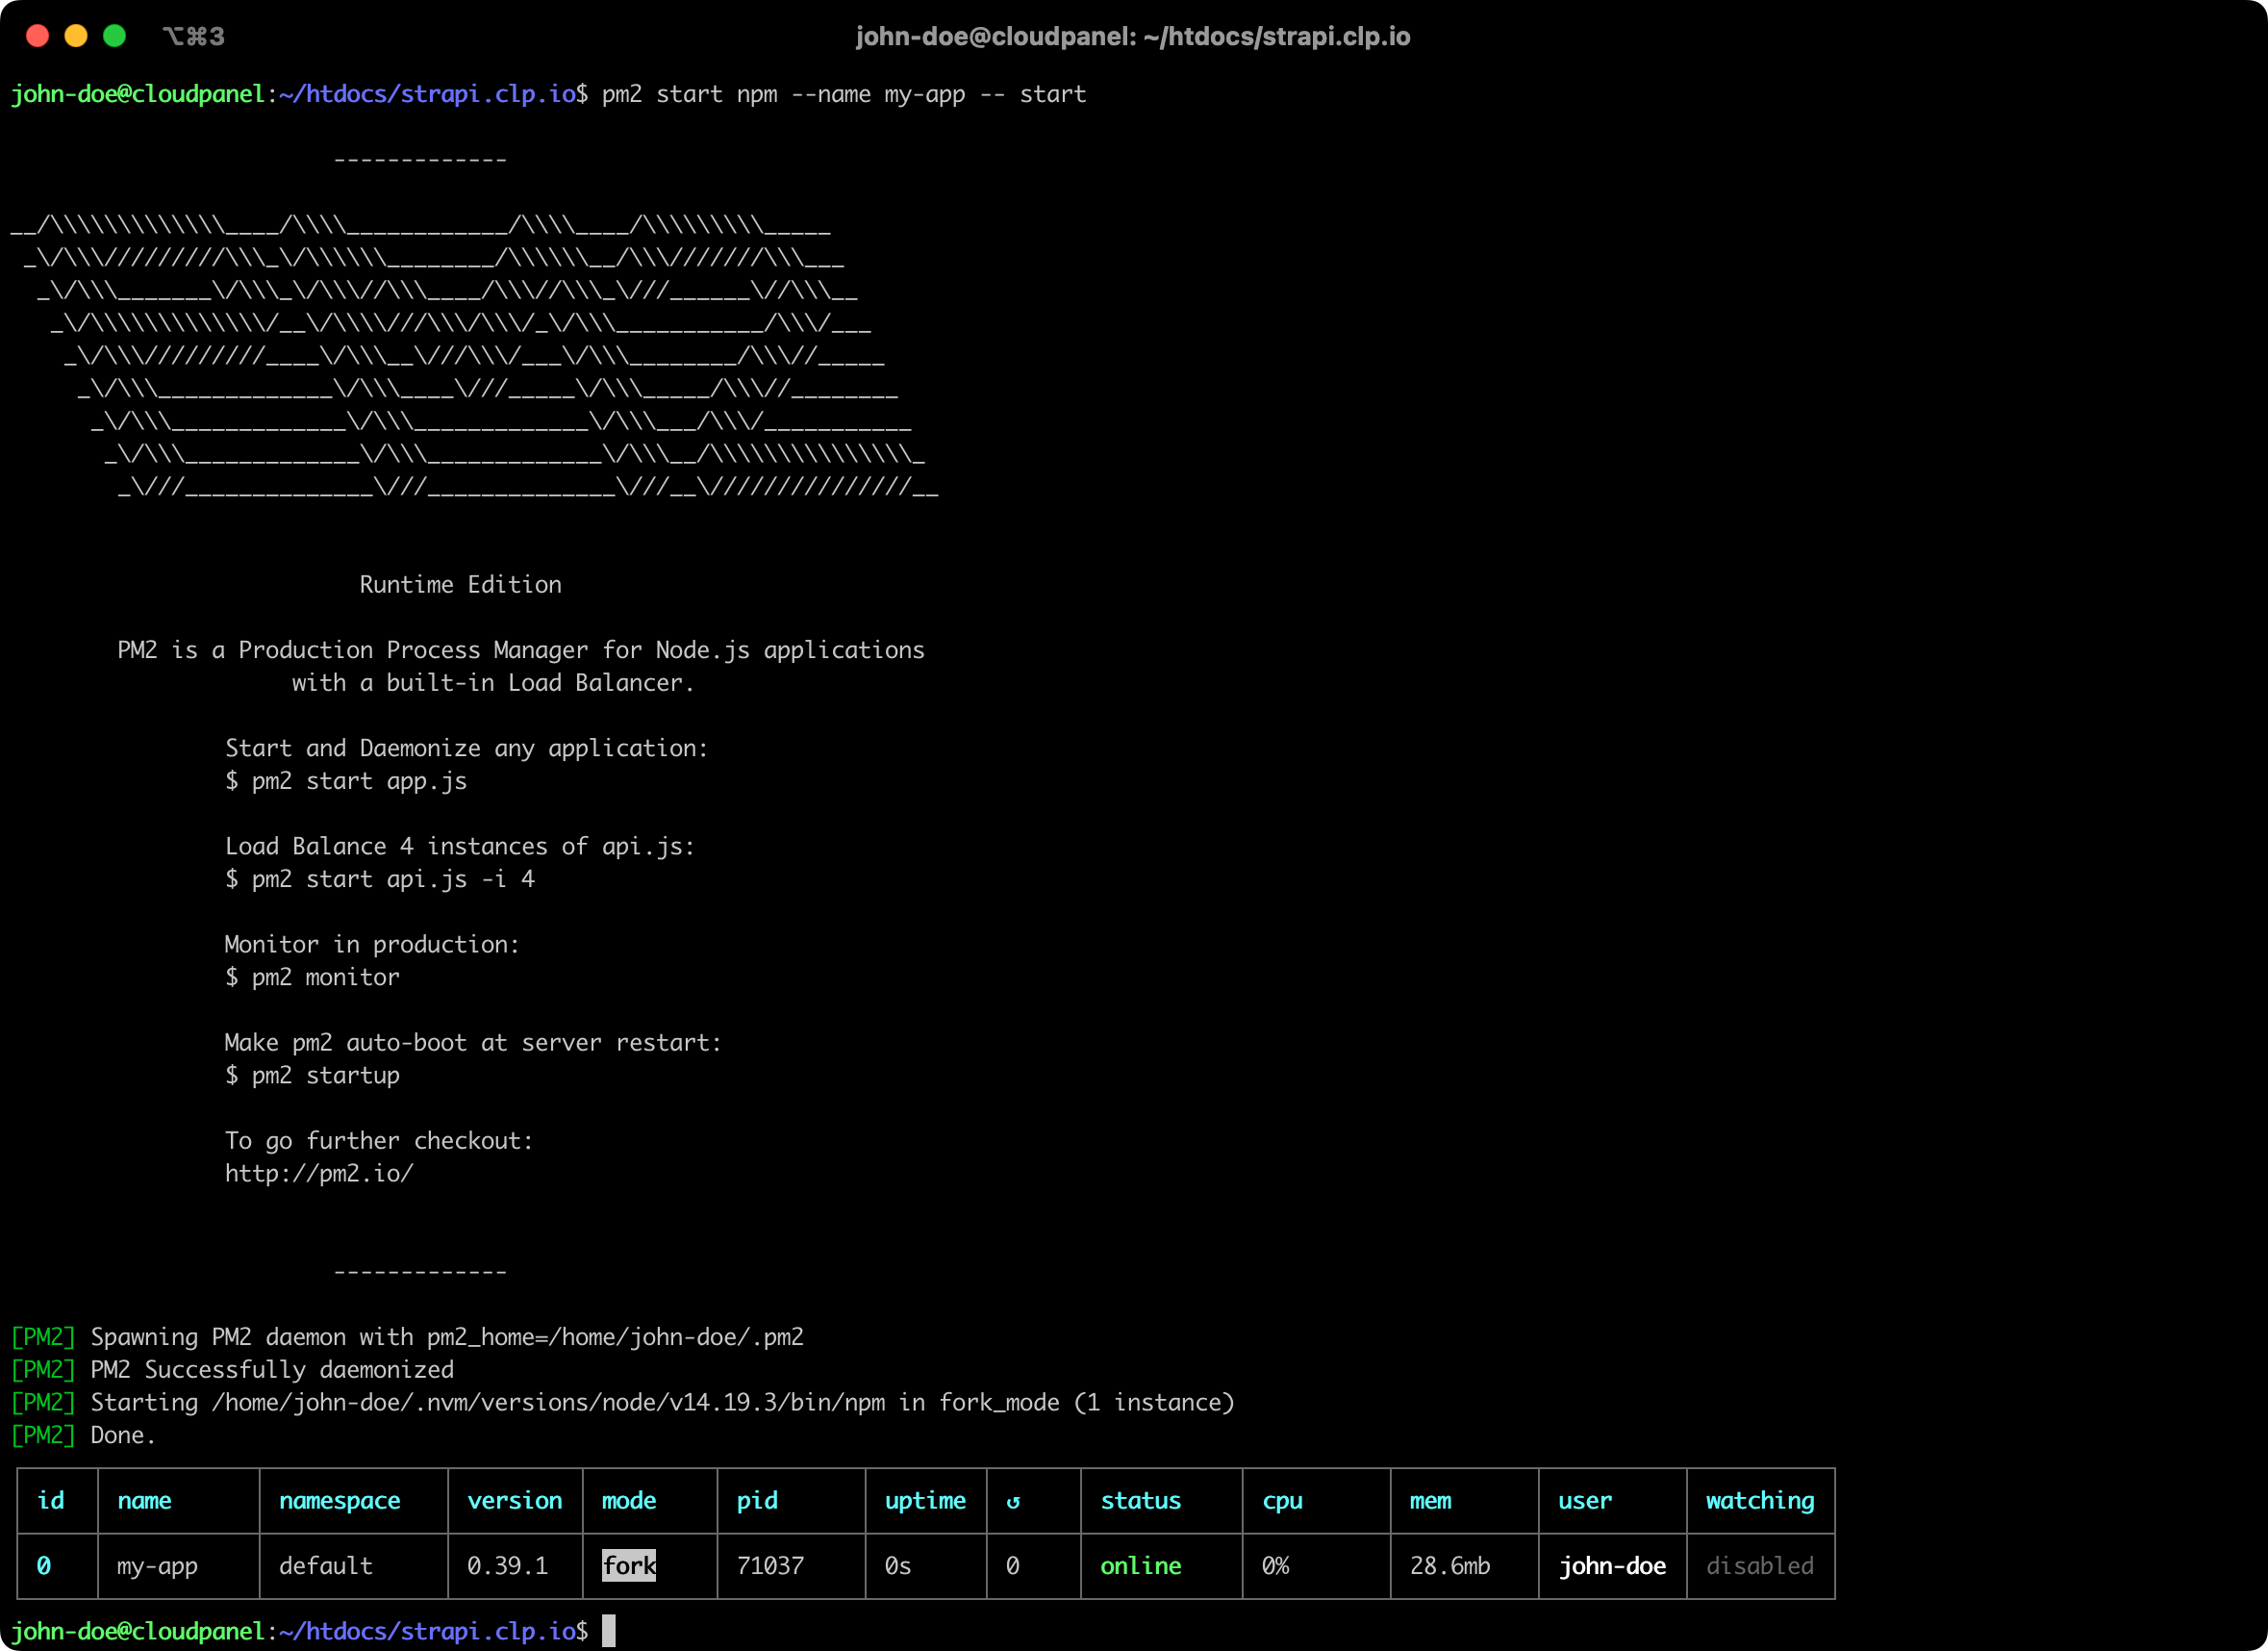 ⌥⌘3 john-doe@cloudpanel: ~/htdocs/strapi.clp.io
john-doe@cloudpanel:~/htdocs/strapi.clp.io$ pm2 start npm --name my-app -- start
-------------
__/\\\\\\\\\\\\\____/\\\\____________/\\\\____/\\\\\\\\\_____
_\/\\\/////////\\\_\/\\\\\\________/\\\\\\__/\\\///////\\\___
_\/\\\_______\/\\\_\/\\\//\\\____/\\\//\\\_\///______\//\\\__
_\/\\\\\\\\\\\\\/__\/\\\\///\\\/\\\/_\/\\\___________/\\\/___
_\/\\\/////////____\/\\\__\///\\\/___\/\\\________/\\\//_____
_\/\\\_____________\/\\\____\///_____\/\\\_____/\\\//________
_\/\\\_____________\/\\\_____________\/\\\___/\\\/___________
_\/\\\_____________\/\\\_____________\/\\\__/\\\\\\\\\\\\\\\_
_\///______________\///______________\///__\///////////////__
Runtime Edition
PM2 is a Production Process Manager for Node.js applications
with a built-in Load Balancer.
Start and Daemonize any application:
$ pm2 start app.js
Load Balance 4 instances of api.js:
$ pm2 start api.js -i 4
Monitor in production:
$ pm2 monitor
Make pm2 auto-boot at server restart:
$ pm2 startup
To go further checkout:
http://pm2.io/
-------------
[PM2] Spawning PM2 daemon with pm2_home=/home/john-doe/.pm2
[PM2] PM2 Successfully daemonized
[PM2] Starting /home/john-doe/.nvm/versions/node/v14.19.3/bin/npm in fork_mode (1 instance)
[PM2] Done.
id name namespace version mode pid uptime ↺ status cpu mem user watching
0 my-app default 0.39.1 fork 71037 0s 0 online 0% 28.6mb john-doe disabled
john-doe@cloudpanel:~/htdocs/strapi.clp.io$